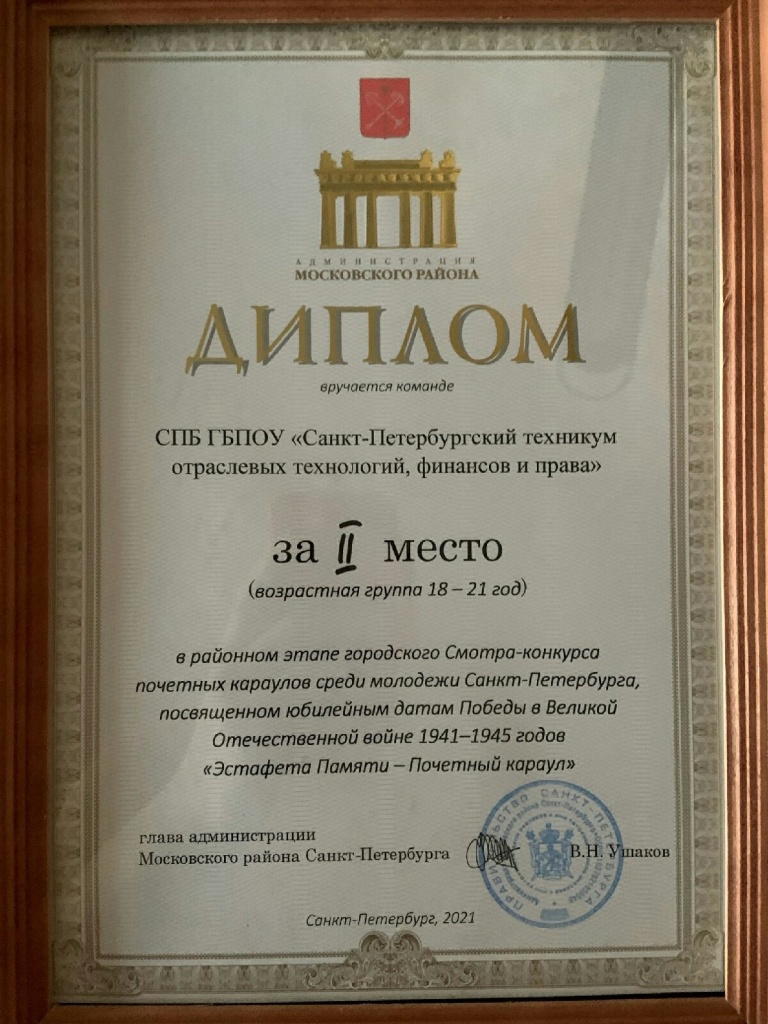 АДМИНИСТРАЦИЯ
МОСКОВСКОГО РАЙОНА
ДИПЛОМ
вручается команде
СПБ ГБПОУ «Санкт-Петербургский техникум
отраслевых технологий, финансов и права»
за II место
(возрастная группа 18 – 21 год)
в районном этапе городского Смотра-конкурса
почетных караулов среди молодежи Санкт-Петербурга,
посвященном юбилейным датам Победы в Великой
Отечественной войне 1941–1945 годов
«Эстафета Памяти – Почетный караул»
глава администрации
Московского района Санкт-Петербурга
В.Н. Ушаков
ПРАВИТЕЛЬСТВО САНКТ-ПЕТЕРБУРГА
Санкт-Петербург, 2021